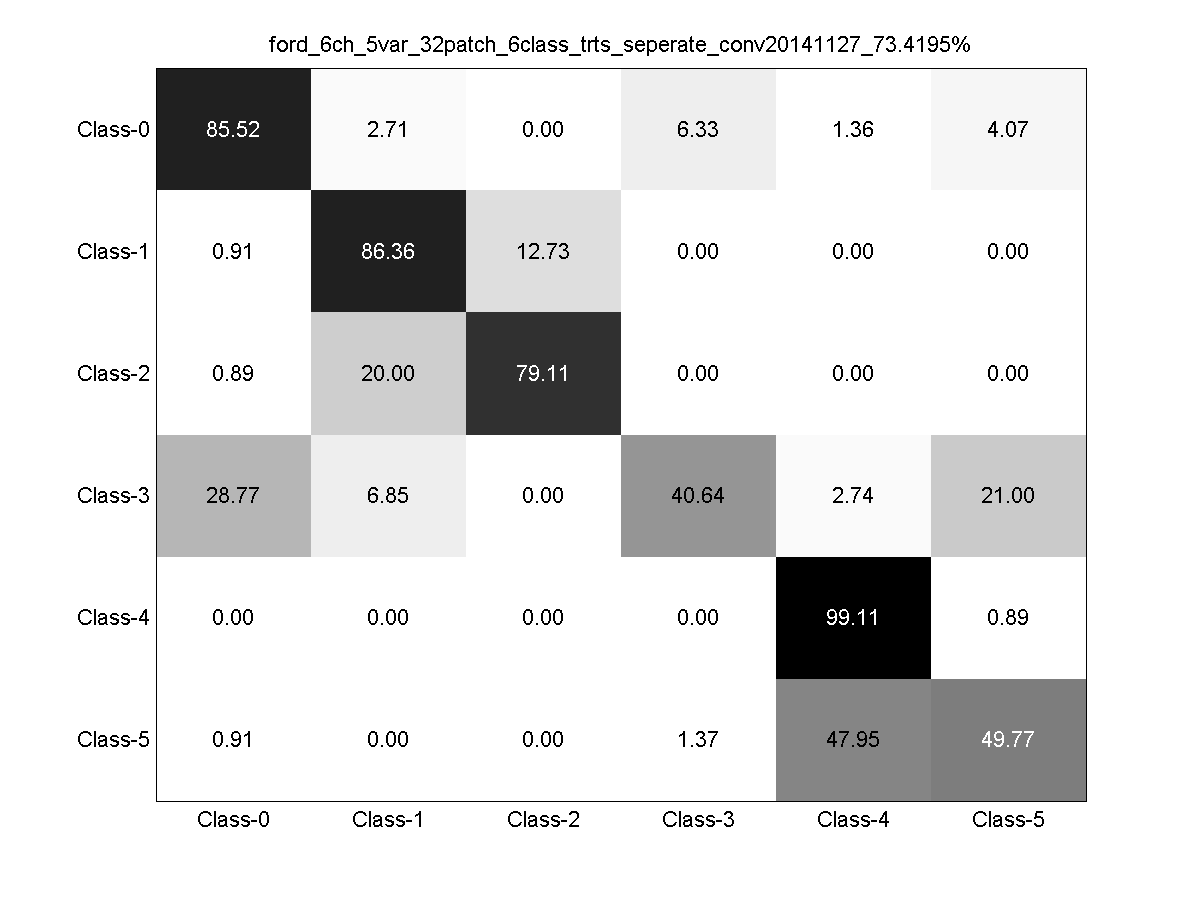 ford_6ch_5var_32patch_6class_trts_seperate_conv20141127_73.4195%
Class-0 85.52 2.71 0.00 6.33 1.36 4.07
Class-1 0.91 86.36 12.73 0.00 0.00 0.00
Class-2 0.89 20.00 79.11 0.00 0.00 0.00
Class-3 28.77 6.85 0.00 40.64 2.74 21.00
Class-4 0.00 0.00 0.00 0.00 99.11 0.89
Class-5 0.91 0.00 0.00 1.37 47.95 49.77
Class-0 Class-1 Class-2 Class-3 Class-4 Class-5